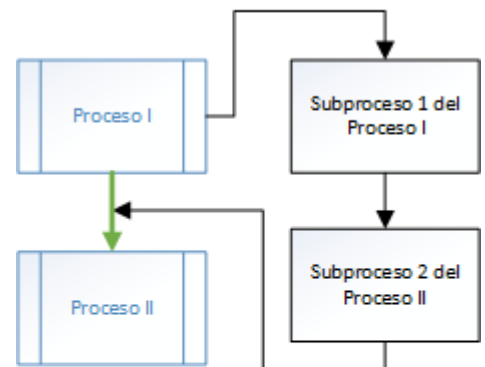 Proceso I
Subproceso 1 del
Proceso I
Proceso II
Subproceso 2 del
Proceso II